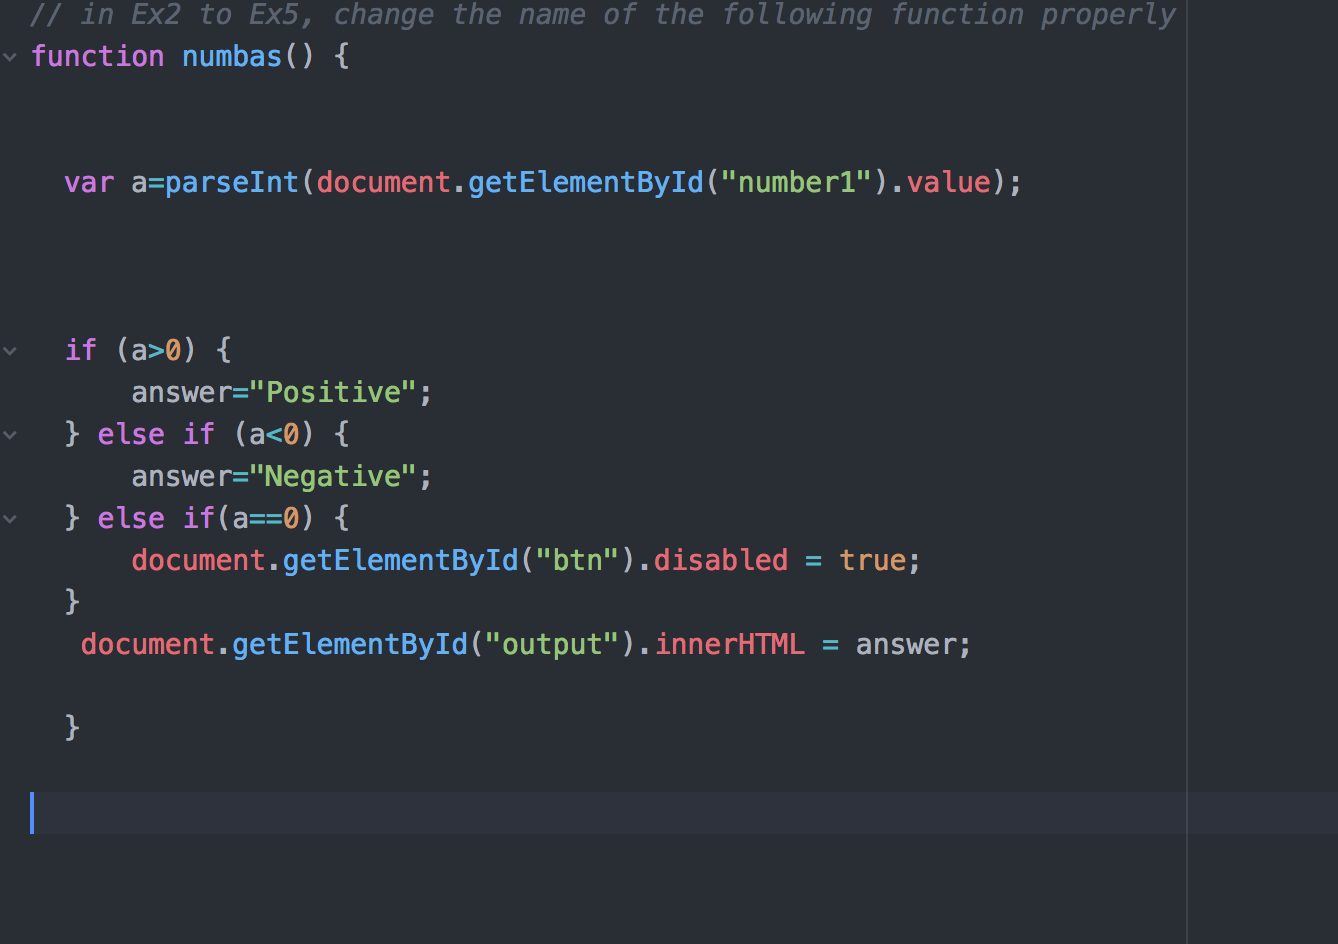 // in Ex2 to Ex5, change the name of the following function properly
function numbas() {
var a=parseInt(document.getElementById("number1").value);
if (a>0) {
answer="Positive";
} else if (a<0) {
answer="Negative";
} else if(a==0) {
document.getElementById("btn").disabled = true;
}
document.getElementById("output").innerHTML = answer;
}